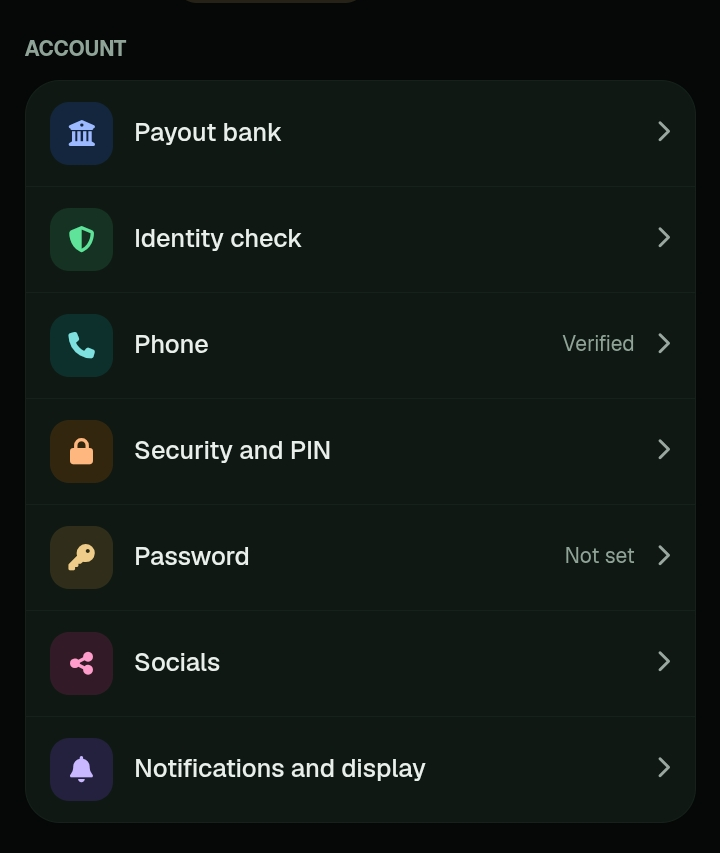 ACCOUNT
Payout bank
Identity check
Phone Verified
Security and PIN
Password Not set
Socials
Notifications and display